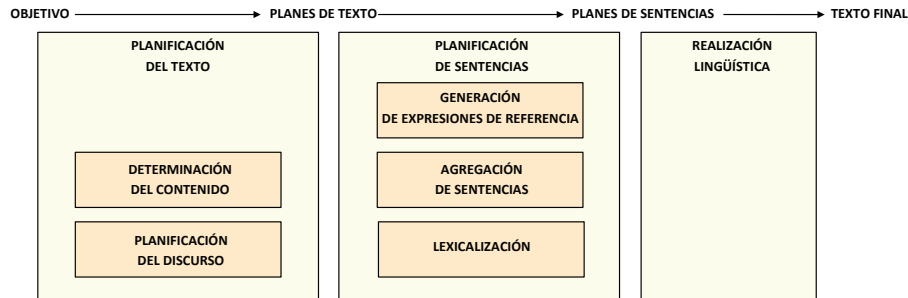 OBJETIVO PLANES DE TEXTO PLANES DE SENTENCIAS TEXTO FINAL
PLANIFICACIÓN
DEL TEXTO
DETERMINACIÓN
DEL CONTENIDO
PLANIFICACIÓN
DEL DISCURSO
PLANIFICACIÓN
DE SENTENCIAS
GENERACIÓN
DE EXPRESIONES DE REFERENCIA
AGREGACIÓN
DE SENTENCIAS
LEXICALIZACIÓN
REALIZACIÓN
LINGÜÍSTICA